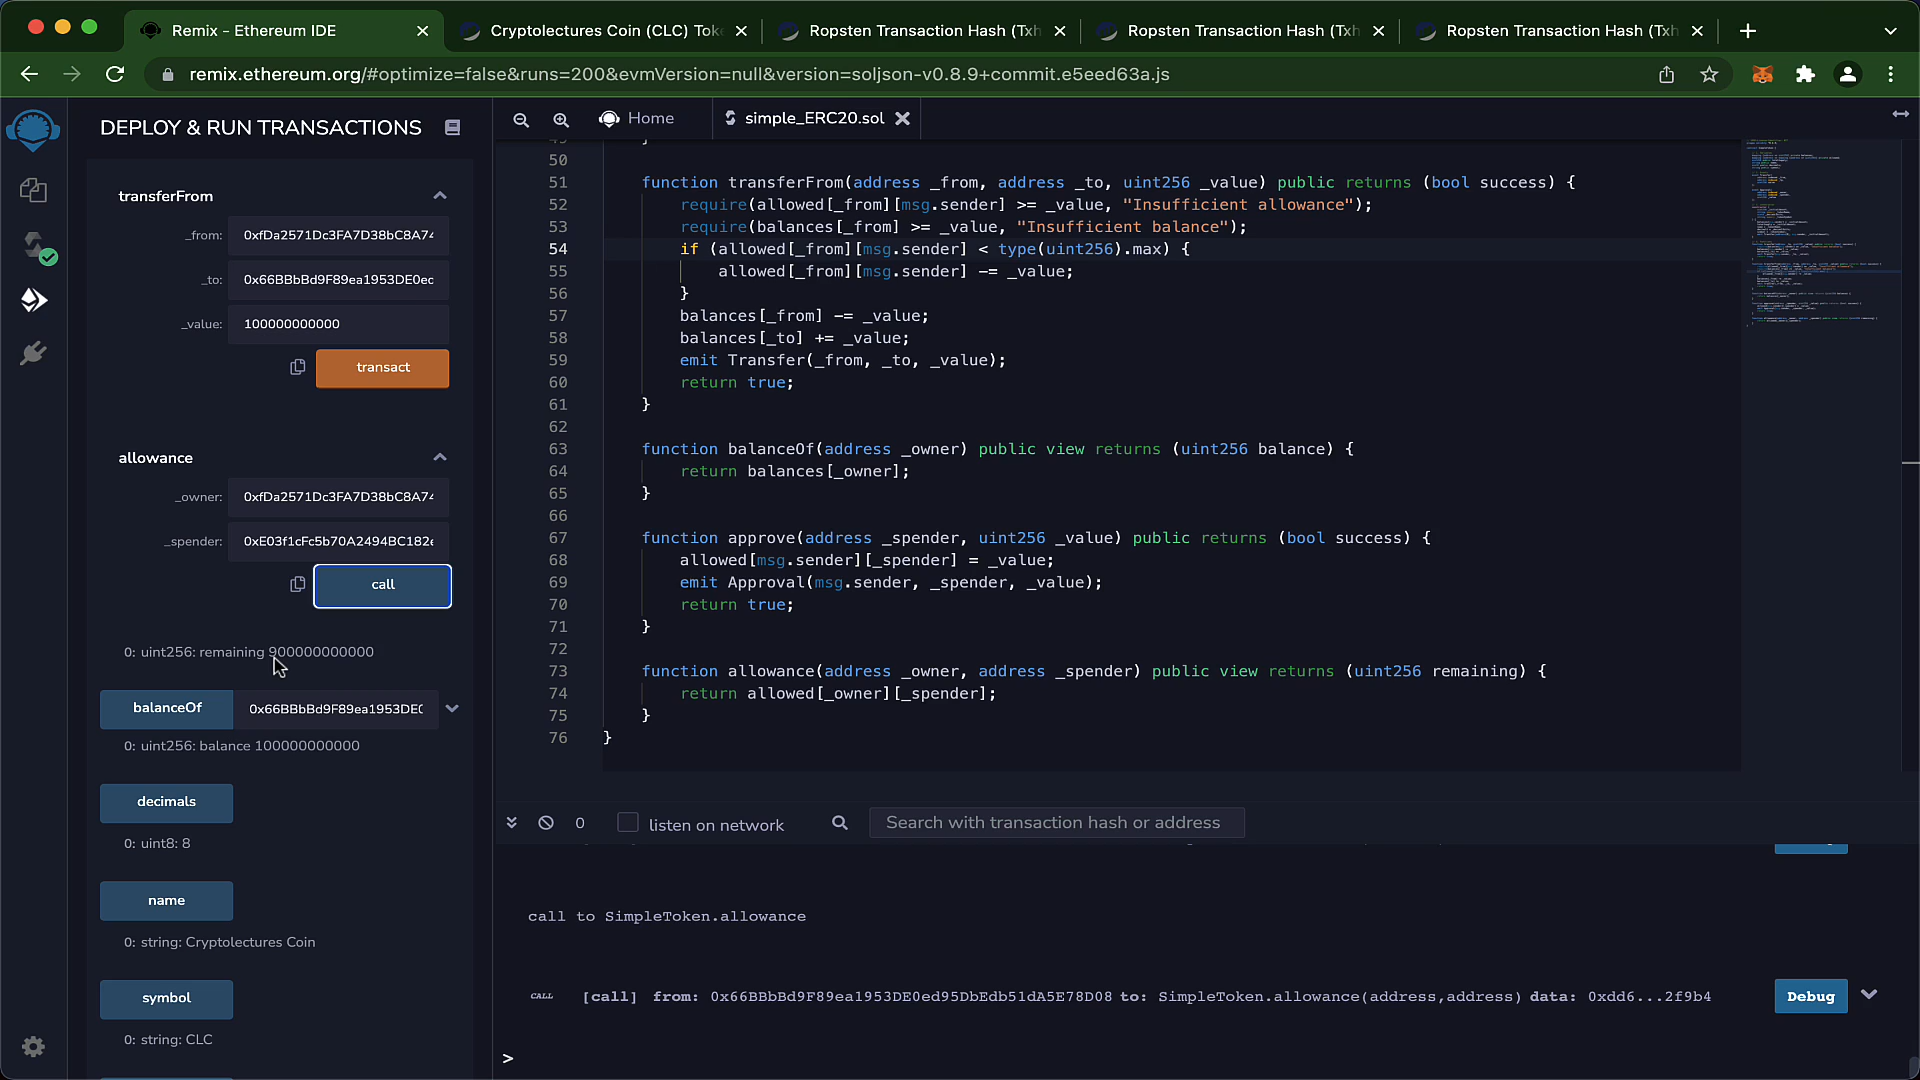 Remix - Ethereum IDE
Cryptolectures Coin (CLC) Tok
Ropsten Transaction Hash (Txh
Ropsten Transaction Hash (Txh
Ropsten Transaction Hash (Txh
remix.ethereum.org/#optimize=false&runs=200&evmVersion=null&version=soljson-v0.8.9+commit.e5eed63a.js
DEPLOY & RUN TRANSACTIONS
transferFrom
_from: 0xfDa2571Dc3FA7D38bC8A74
_to: 0x66BBbBd9F89ea1953DE0ec
_value: 100000000000
transact
allowance
_owner: 0xfDa2571Dc3FA7D38bC8A74
_spender: 0xE03f1cFc5b70A2494BC182e
call
0: uint256: remaining 900000000000
balanceOf 0x66BBbBd9F89ea1953DE0
0: uint256: balance 100000000000
decimals
0: uint8: 8
name
0: string: Cryptolectures Coin
symbol
0: string: CLC
Home
simple_ERC20.sol
50
51 function transferFrom(address _from, address _to, uint256 _value) public returns (bool success) {
52 require(allowed[_from][msg.sender] >= _value, "Insufficient allowance");
53 require(balances[_from] >= _value, "Insufficient balance");
54 if (allowed[_from][msg.sender] < type(uint256).max) {
55 allowed[_from][msg.sender] -= _value;
56 }
57 balances[_from] -= _value;
58 balances[_to] += _value;
59 emit Transfer(_from, _to, _value);
60 return true;
61 }
62
63 function balanceOf(address _owner) public view returns (uint256 balance) {
64 return balances[_owner];
65 }
66
67 function approve(address _spender, uint256 _value) public returns (bool success) {
68 allowed[msg.sender][_spender] = _value;
69 emit Approval(msg.sender, _spender, _value);
70 return true;
71 }
72
73 function allowance(address _owner, address _spender) public view returns (uint256 remaining) {
74 return allowed[_owner][_spender];
75 }
76 }
0
listen on network
Search with transaction hash or address
call to SimpleToken.allowance
CALL [call] from: 0x66BBbBd9F89ea1953DE0ed95DbEdb51dA5E78D08 to: SimpleToken.allowance(address,address) data: 0xdd6...2f9b4
Debug
>